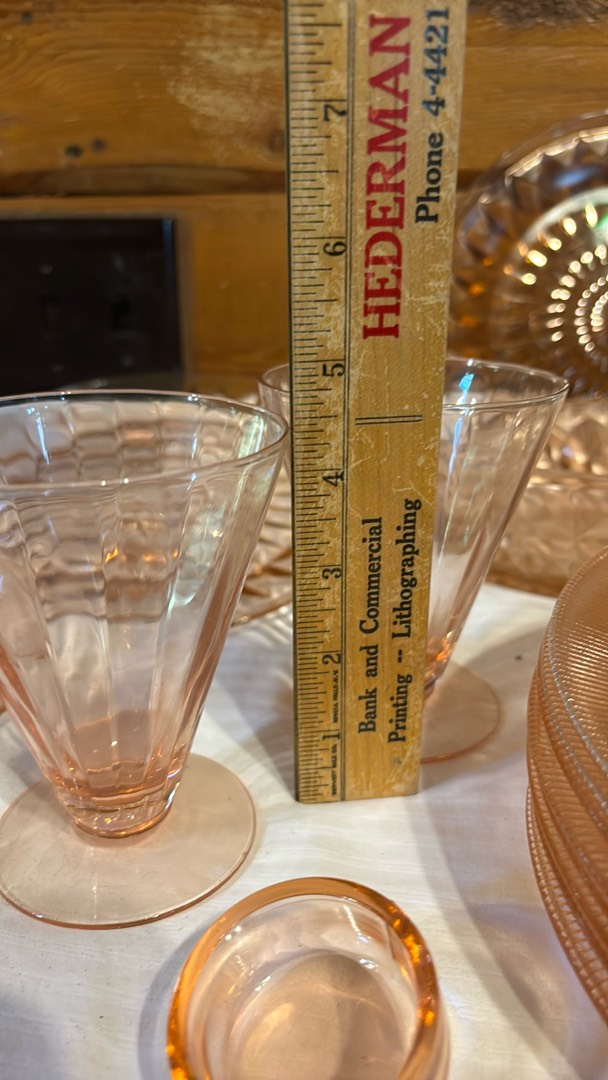 HEDERMAN
Phone 4-4421
Bank and Commercial
Printing -- Lithographing
7
6
5
4
3
2
1